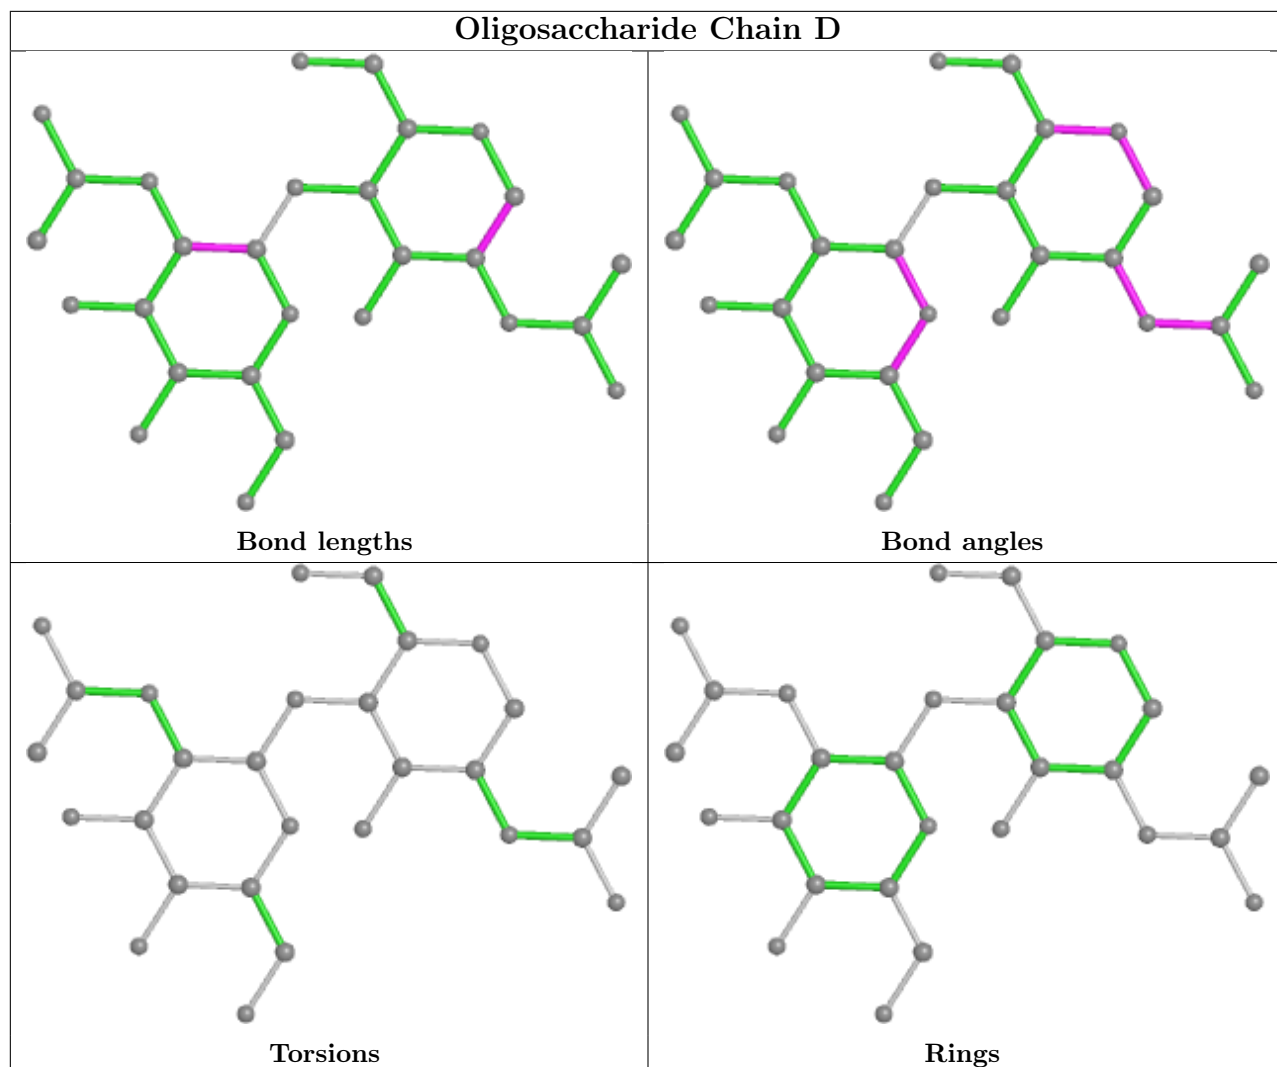 Oligosaccharide Chain D
Bond lengths
Bond angles
Torsions
Rings